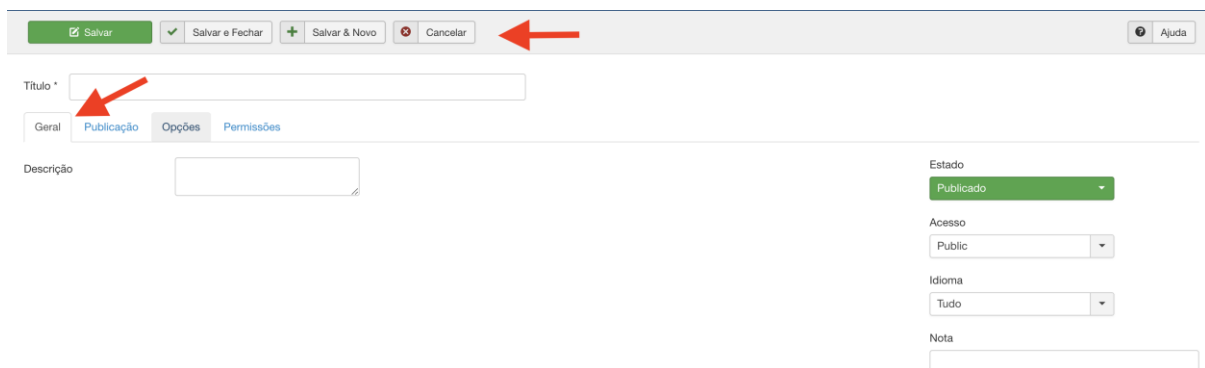 Salvar Salvar e Fechar Salvar & Novo Cancelar Ajuda
Título *
Geral Publicação Opções Permissões
Descrição
Estado
Publicado
Acesso
Public
Idioma
Tudo
Nota